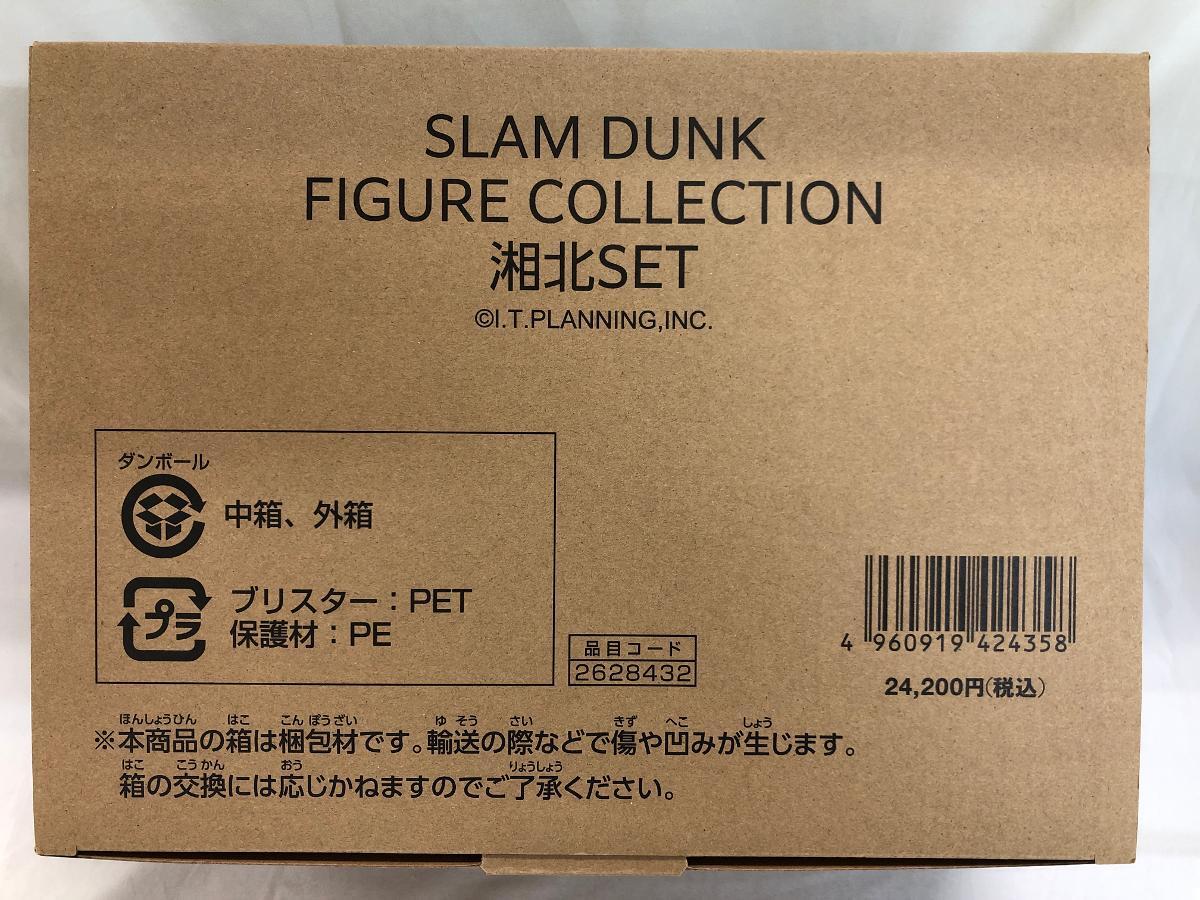 SLAM DUNK
FIGURE COLLECTION
湘北SET
©I.T.PLANNING,INC.
ダンボール
中箱、外箱
プラ
ブリスター：PET
保護材：PE
品目コード
2628432
4 960919 424358
24,200円(税込)
ほんしょうひん はこ こん ぽうざい ゆ そう さい きず へこ しょう
※本商品の箱は梱包材です。輸送の際などで傷や凹みが生じます。
はこ こうかん おう りょうしょう
箱の交換には応じかねますのでご了承ください。